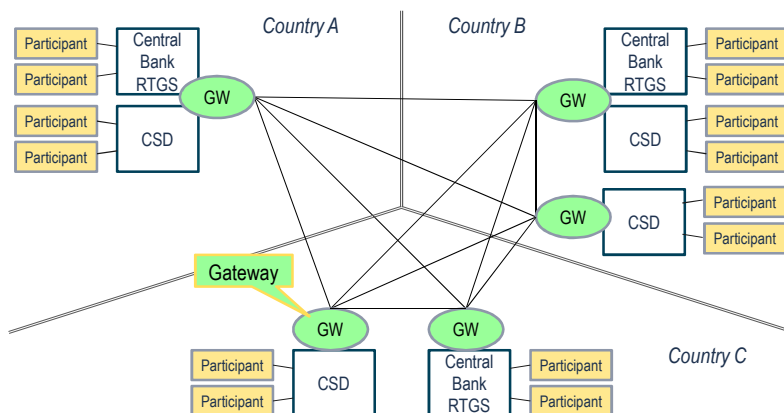 Country A
Country B
Participant
Participant
Central
Bank
RTGS
GW
Participant
Participant
CSD
GW
Central
Bank
RTGS
Participant
Participant
CSD
Participant
Participant
GW
CSD
Participant
Participant
Gateway
GW
GW
Country C
Participant
Participant
CSD
Central
Bank
RTGS
Participant
Participant